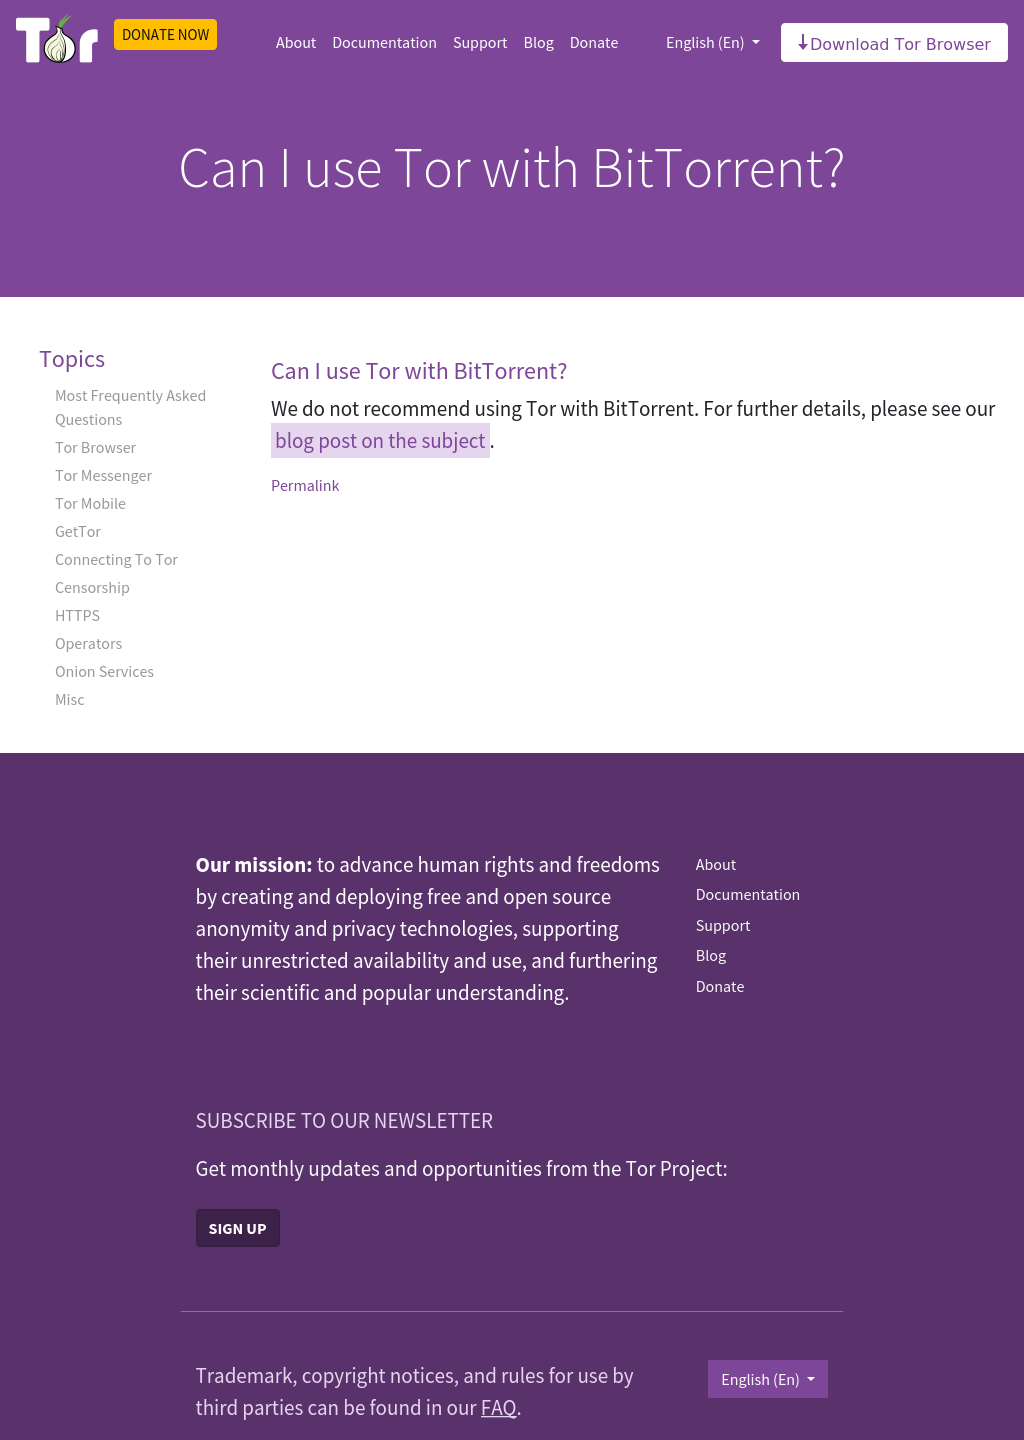 Tor
DONATE NOW
About
Documentation
Support
Blog
Donate
English (En)
Download Tor Browser
Can I use Tor with BitTorrent?
Topics
Most Frequently Asked
Questions
Tor Browser
Tor Messenger
Tor Mobile
GetTor
Connecting To Tor
Censorship
HTTPS
Operators
Onion Services
Misc
Can I use Tor with BitTorrent?
We do not recommend using Tor with BitTorrent. For further details, please see our
blog post on the subject .
Permalink
Our mission: to advance human rights and freedoms
by creating and deploying free and open source
anonymity and privacy technologies, supporting
their unrestricted availability and use, and furthering
their scientific and popular understanding.
About
Documentation
Support
Blog
Donate
SUBSCRIBE TO OUR NEWSLETTER
Get monthly updates and opportunities from the Tor Project:
SIGN UP
Trademark, copyright notices, and rules for use by
third parties can be found in our FAQ.
English (En)